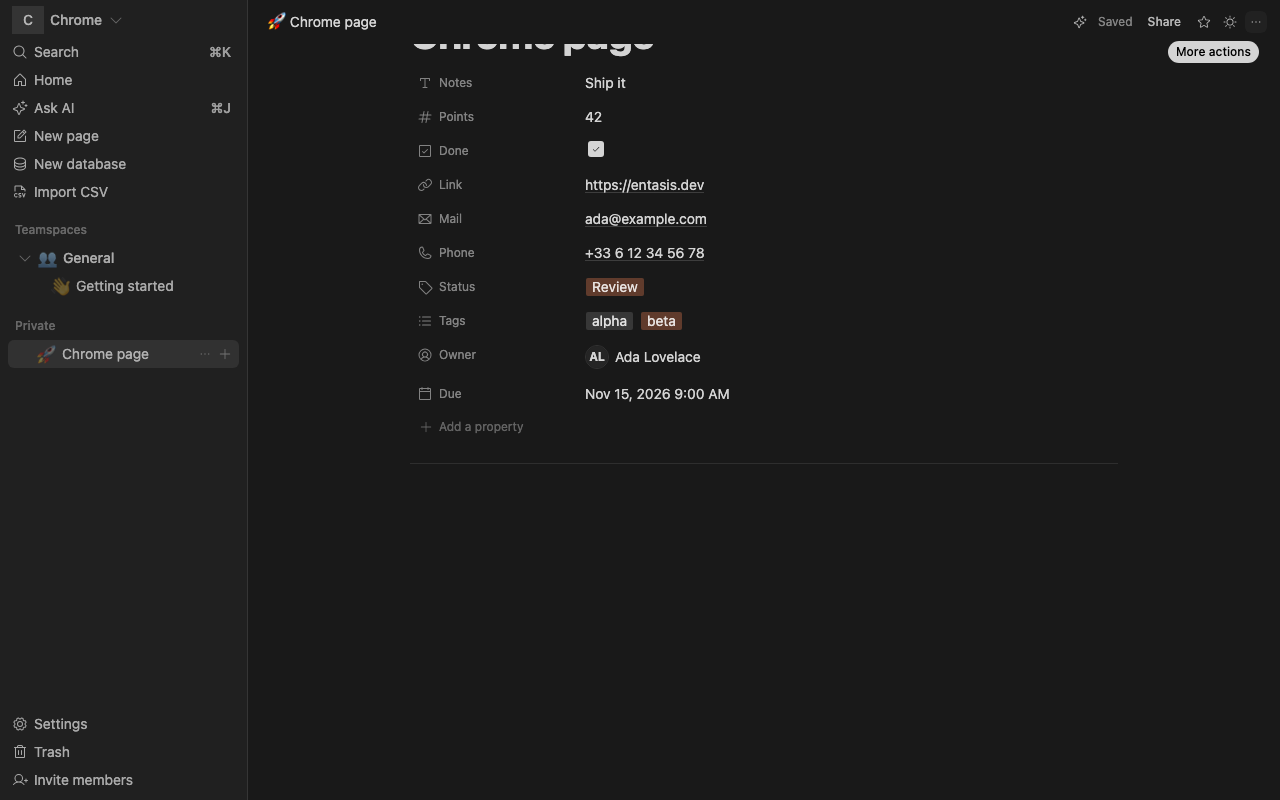 C Chrome
Search ⌘K
Home
Ask AI ⌘J
New page
New database
Import CSV
Teamspaces
General
Getting started
Private
Chrome page
Settings
Trash
Invite members
Chrome page
Saved Share
More actions
Chrome page
Notes Ship it
Points 42
Done
Link https://entasis.dev
Mail ada@example.com
Phone +33 6 12 34 56 78
Status Review
Tags alpha beta
Owner AL Ada Lovelace
Due Nov 15, 2026 9:00 AM
Add a property